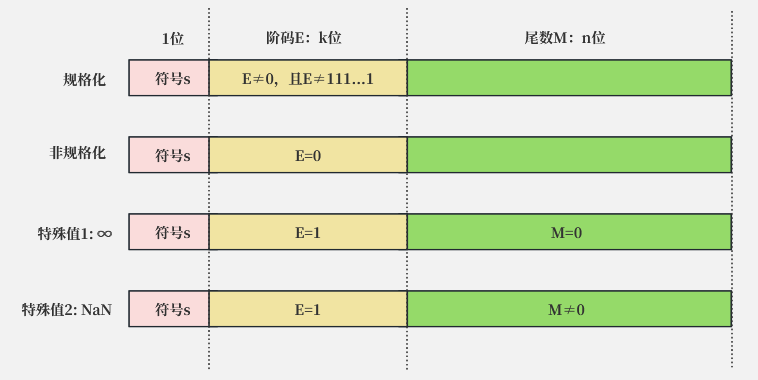 1位 阶码E：k位 尾数M：n位
规格化 符号s E≠0，且E≠111...1
非规格化 符号s E=0
特殊值1: ∞ 符号s E=1 M=0
特殊值2: NaN 符号s E=1 M≠0